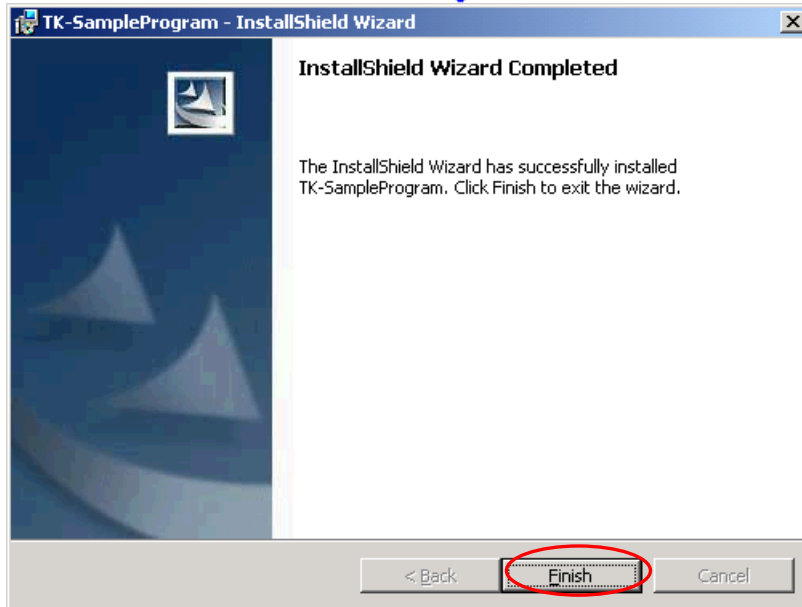 TK-SampleProgram - InstallShield Wizard
InstallShield Wizard Completed
The InstallShield Wizard has successfully installed
TK-SampleProgram. Click Finish to exit the wizard.
< Back Finish Cancel